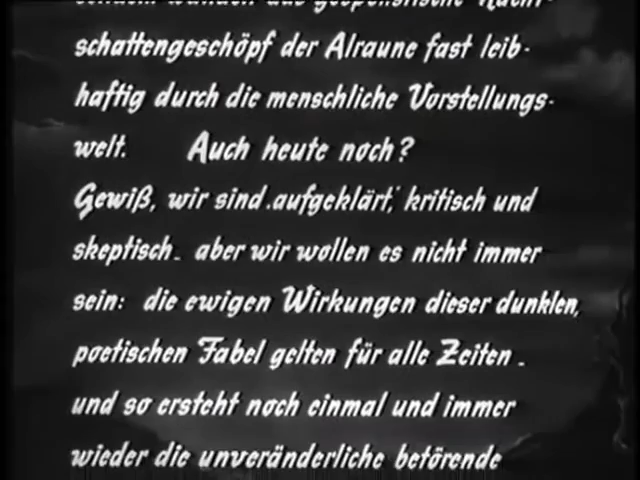 schattengeschöpf der Alraune fast leib-
haftig durch die menschliche Vorstellungs-
welt. Auch heute noch?
Gewiß, wir sind „aufgeklärt", kritisch und
skeptisch - aber wir wollen es nicht immer
sein: die ewigen Wirkungen dieser dunklen,
poetischen Fabel gelten für alle Zeiten -
und so ersteht noch einmal und immer
wieder die unveränderliche betörende